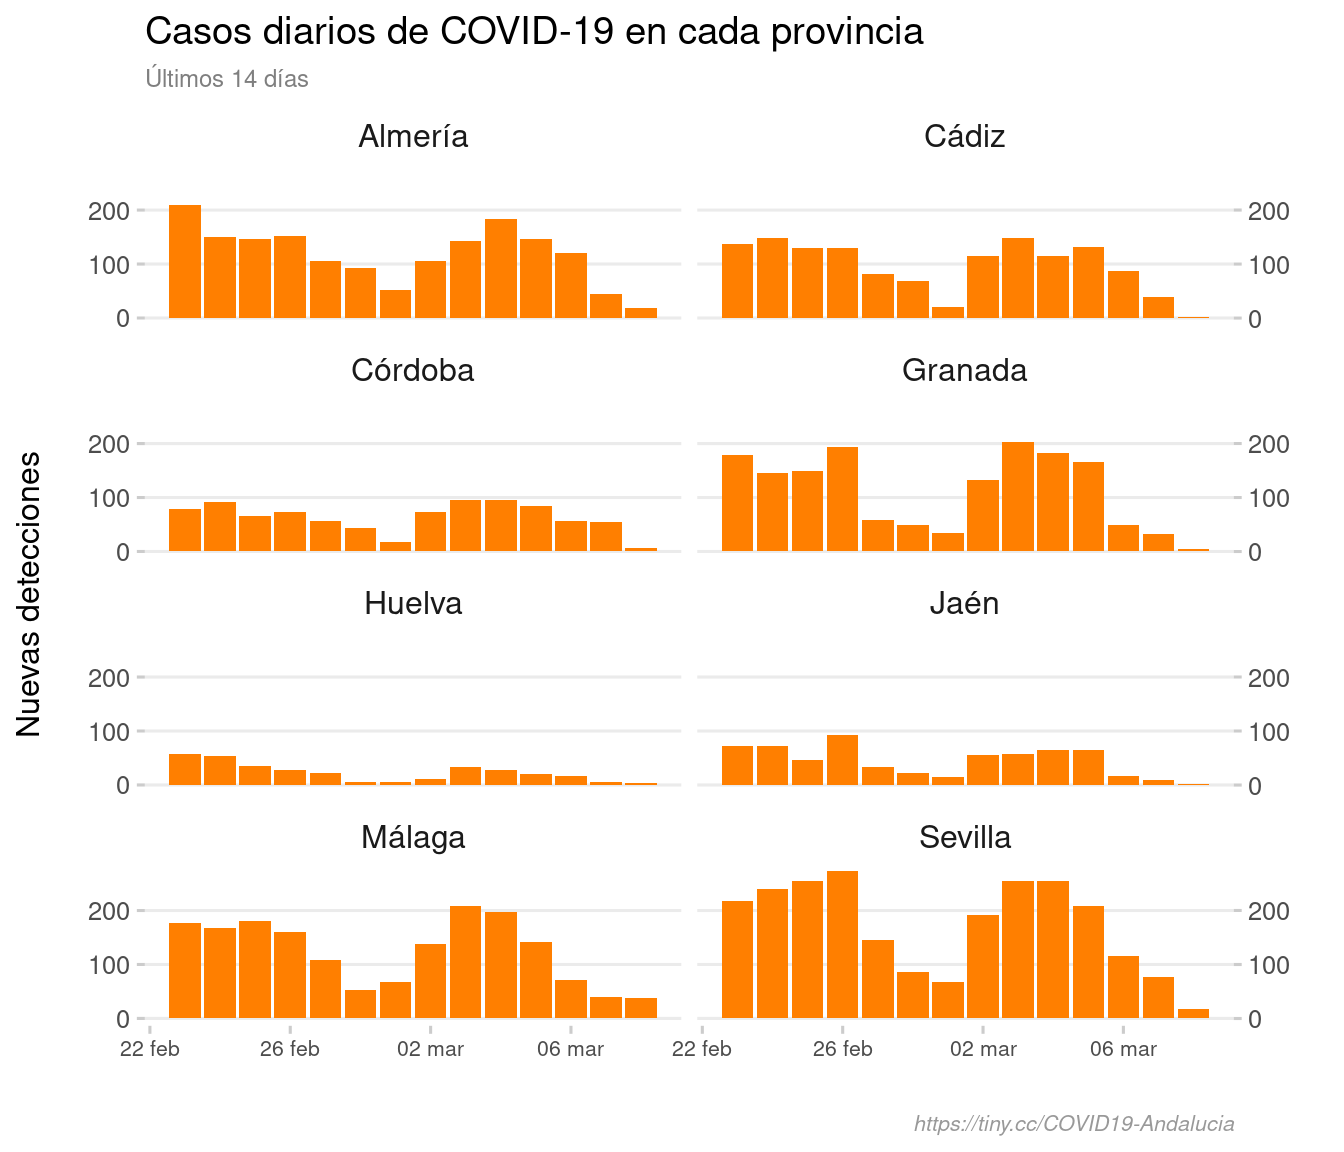 Casos diarios de COVID-19 en cada provincia
Últimos 14 días
Nuevas detecciones
Almería
Cádiz
200
100
0
200
100
0
Córdoba
Granada
200
100
0
200
100
0
Huelva
Jaén
200
100
0
200
100
0
Málaga
Sevilla
200
100
0
200
100
0
22 feb 26 feb 02 mar 06 mar
22 feb 26 feb 02 mar 06 mar
https://tiny.cc/COVID19-Andalucia